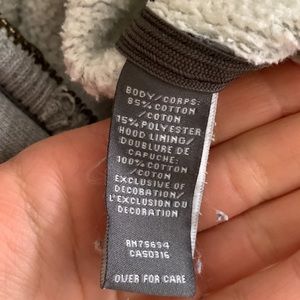 BODY/CORPS:
85% COTTON
/COTON
15% POLYESTER
HOOD LINING/
DOUBLURE DE
CAPUCHE:
100% COTTON
/COTON
EXCLUSIVE OF
DECORATION/
L'EXCLUSION DU
DECORATION
RN75694
CA50316
OVER FOR CARE